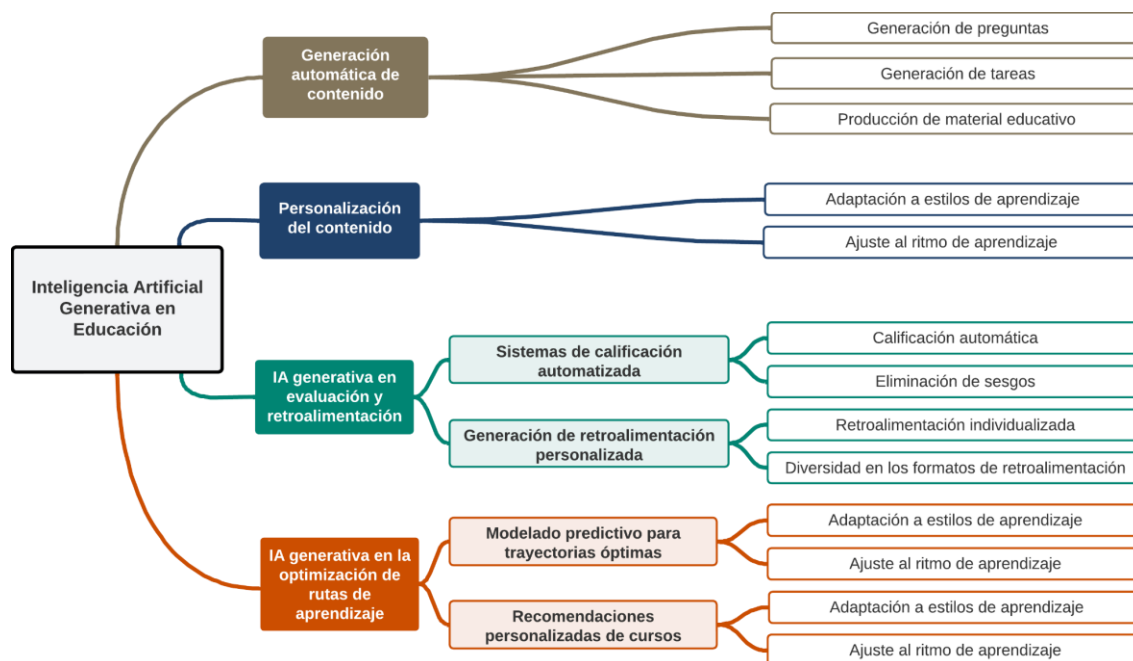 Inteligencia Artificial
Generativa en
Educación
Generación
automática de
contenido
Generación de preguntas
Generación de tareas
Producción de material educativo
Personalización
del contenido
Adaptación a estilos de aprendizaje
Ajuste al ritmo de aprendizaje
IA generativa en
evaluación y
retroalimentación
Sistemas de calificación
automatizada
Calificación automática
Eliminación de sesgos
Generación de retroalimentación
personalizada
Retroalimentación individualizada
Diversidad en los formatos de retroalimentación
IA generativa en la
optimización de
rutas de
aprendizaje
Modelado predictivo para
trayectorias óptimas
Adaptación a estilos de aprendizaje
Ajuste al ritmo de aprendizaje
Recomendaciones
personalizadas de cursos
Adaptación a estilos de aprendizaje
Ajuste al ritmo de aprendizaje